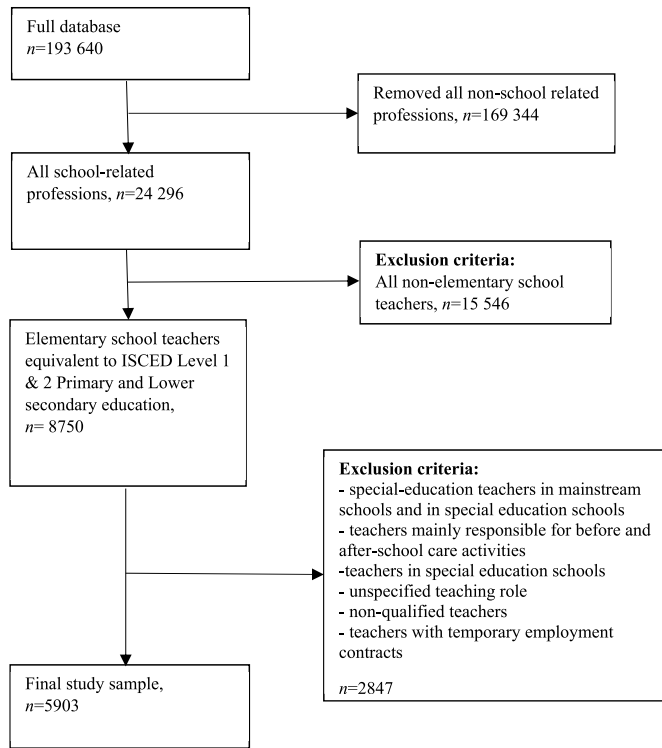 Full database
n=193 640
Removed all non-school related
professions, n=169 344
All school-related
professions, n=24 296
Exclusion criteria:
All non-elementary school
teachers, n=15 546
Elementary school teachers
equivalent to ISCED Level 1
& 2 Primary and Lower
secondary education,
n= 8750
Exclusion criteria:
- special-education teachers in mainstream
schools and in special education schools
- teachers mainly responsible for before and
after-school care activities
-teachers in special education schools
- unspecified teaching role
- non-qualified teachers
- teachers with temporary employment
contracts
n=2847
Final study sample,
n=5903